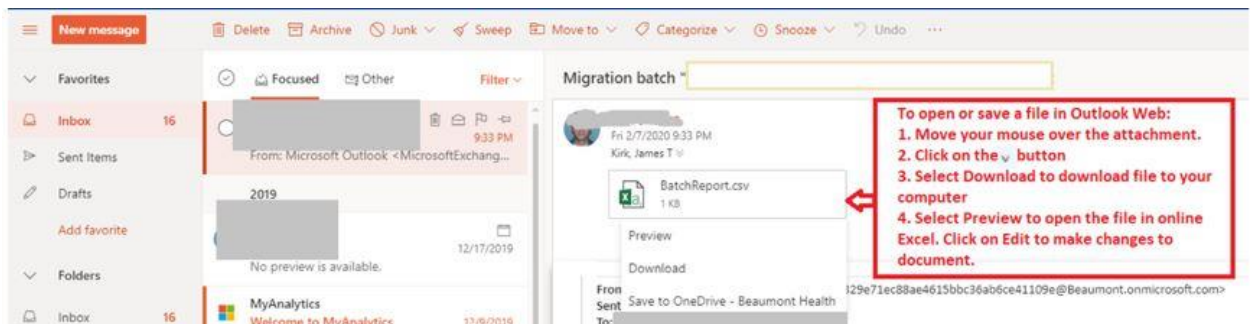 New message
Delete Archive Junk Sweep Move to Categorize Snooze Undo
Favorites
Inbox 16
Sent Items
Drafts
Add favorite
Folders
Inbox 16
Focused Other Filter
9:33 PM
From: Microsoft Outlook <MicrosoftExchang...
2019
12/17/2019
No preview is available.
MyAnalytics
Welcome to MyAnalytics 12/9/2019
Migration batch "
Fri 2/7/2020 9:33 PM
Kirk, James T
BatchReport.csv
1 KB
Preview
Download
Save to OneDrive - Beaumont Health
From
Sent
To:
329e71ec88ae4615bbc36ab6ce41109e@Beaumont.onmicrosoft.com>
To open or save a file in Outlook Web:
1. Move your mouse over the attachment.
2. Click on the button
3. Select Download to download file to your
computer
4. Select Preview to open the file in online
Excel. Click on Edit to make changes to
document.